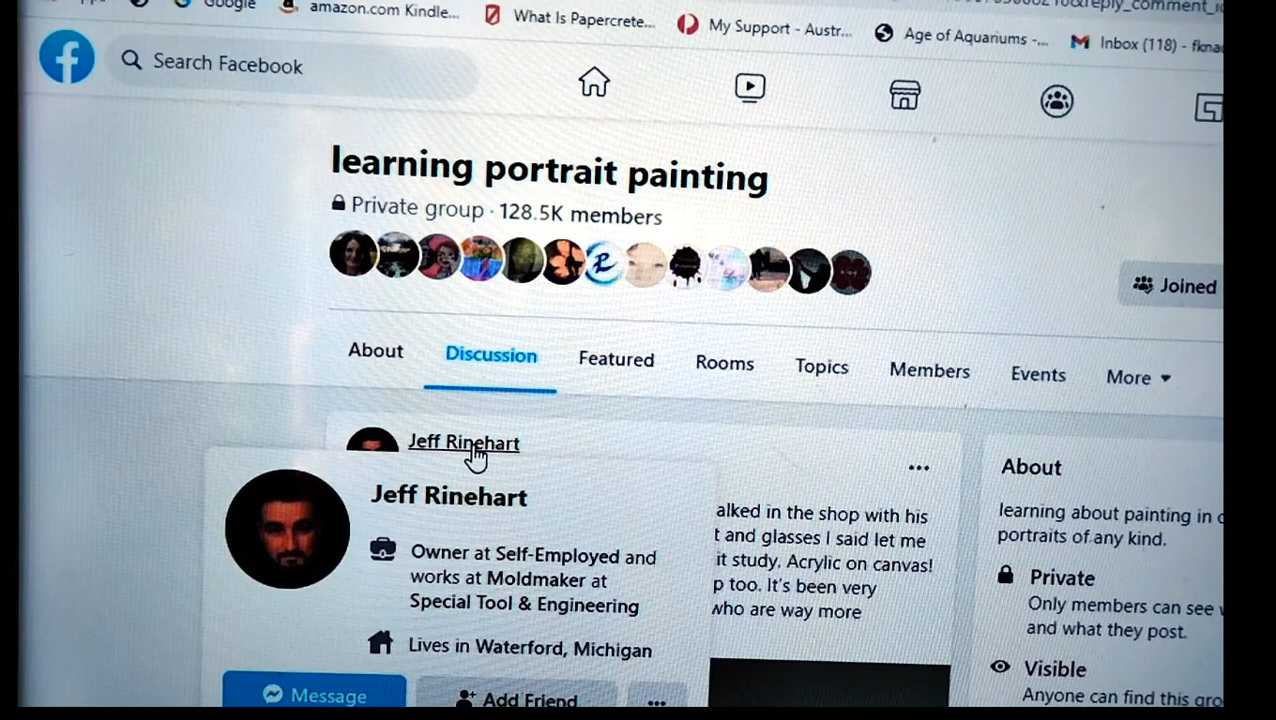 Google
amazon.com Kindle...
What Is Papercrete...
My Support - Austr...
Age of Aquariums -...
Inbox (118) - fkna
Search Facebook
learning portrait painting
Private group · 128.5K members
Joined
About
Discussion
Featured
Rooms
Topics
Members
Events
More
Jeff Rinehart
Jeff Rinehart
Owner at Self-Employed and
works at Moldmaker at
Special Tool & Engineering
Lives in Waterford, Michigan
Message
Add Friend
alked in the shop with his
t and glasses I said let me
it study. Acrylic on canvas!
p too. It's been very
who are way more
About
learning about painting in
portraits of any kind.
Private
Only members can see
and what they post.
Visible
Anyone can find this gro